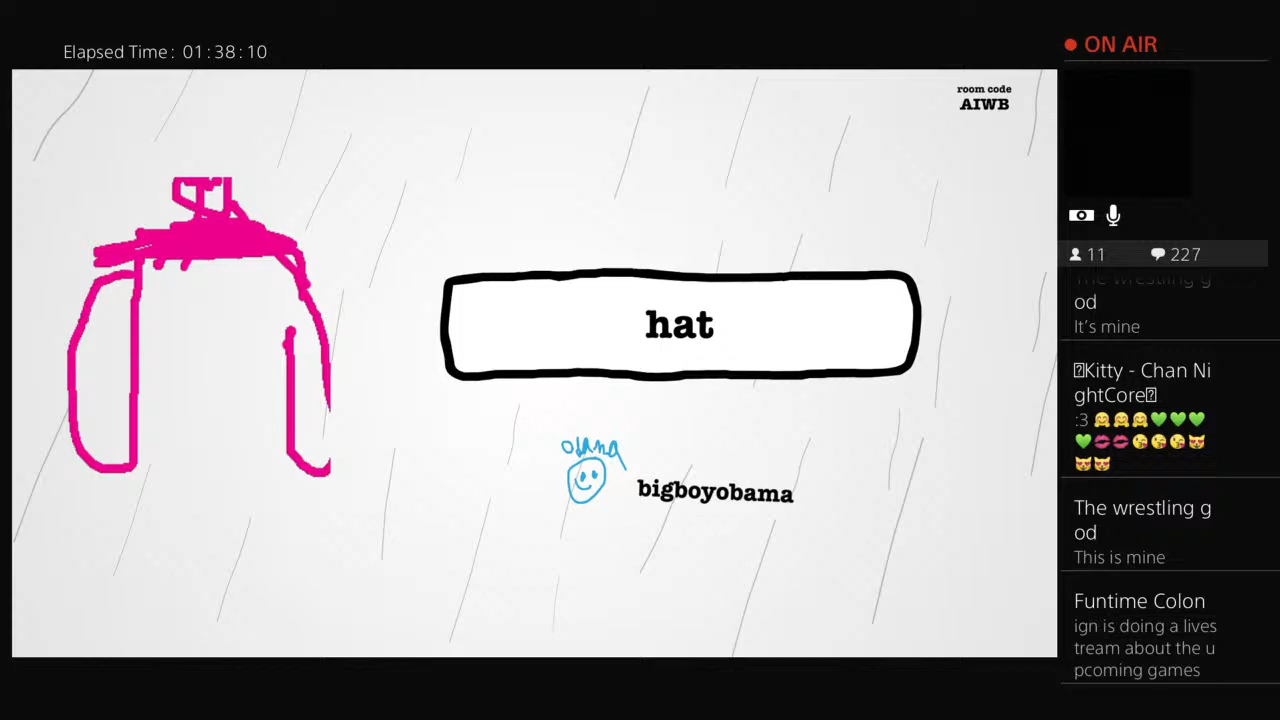 Elapsed Time: 01:38:10
ON AIR
room code
AIWB
11
227
hat
bigboyobama
The wrestling g
od
It's mine
Kitty - Chan Ni
ghtCore
:3 🤗🤗🤗💚💚💚
💚💋💋😘😘😘😻
😻😻
The wrestling g
od
This is mine
Funtime Colon
ign is doing a lives
tream about the u
pcoming games